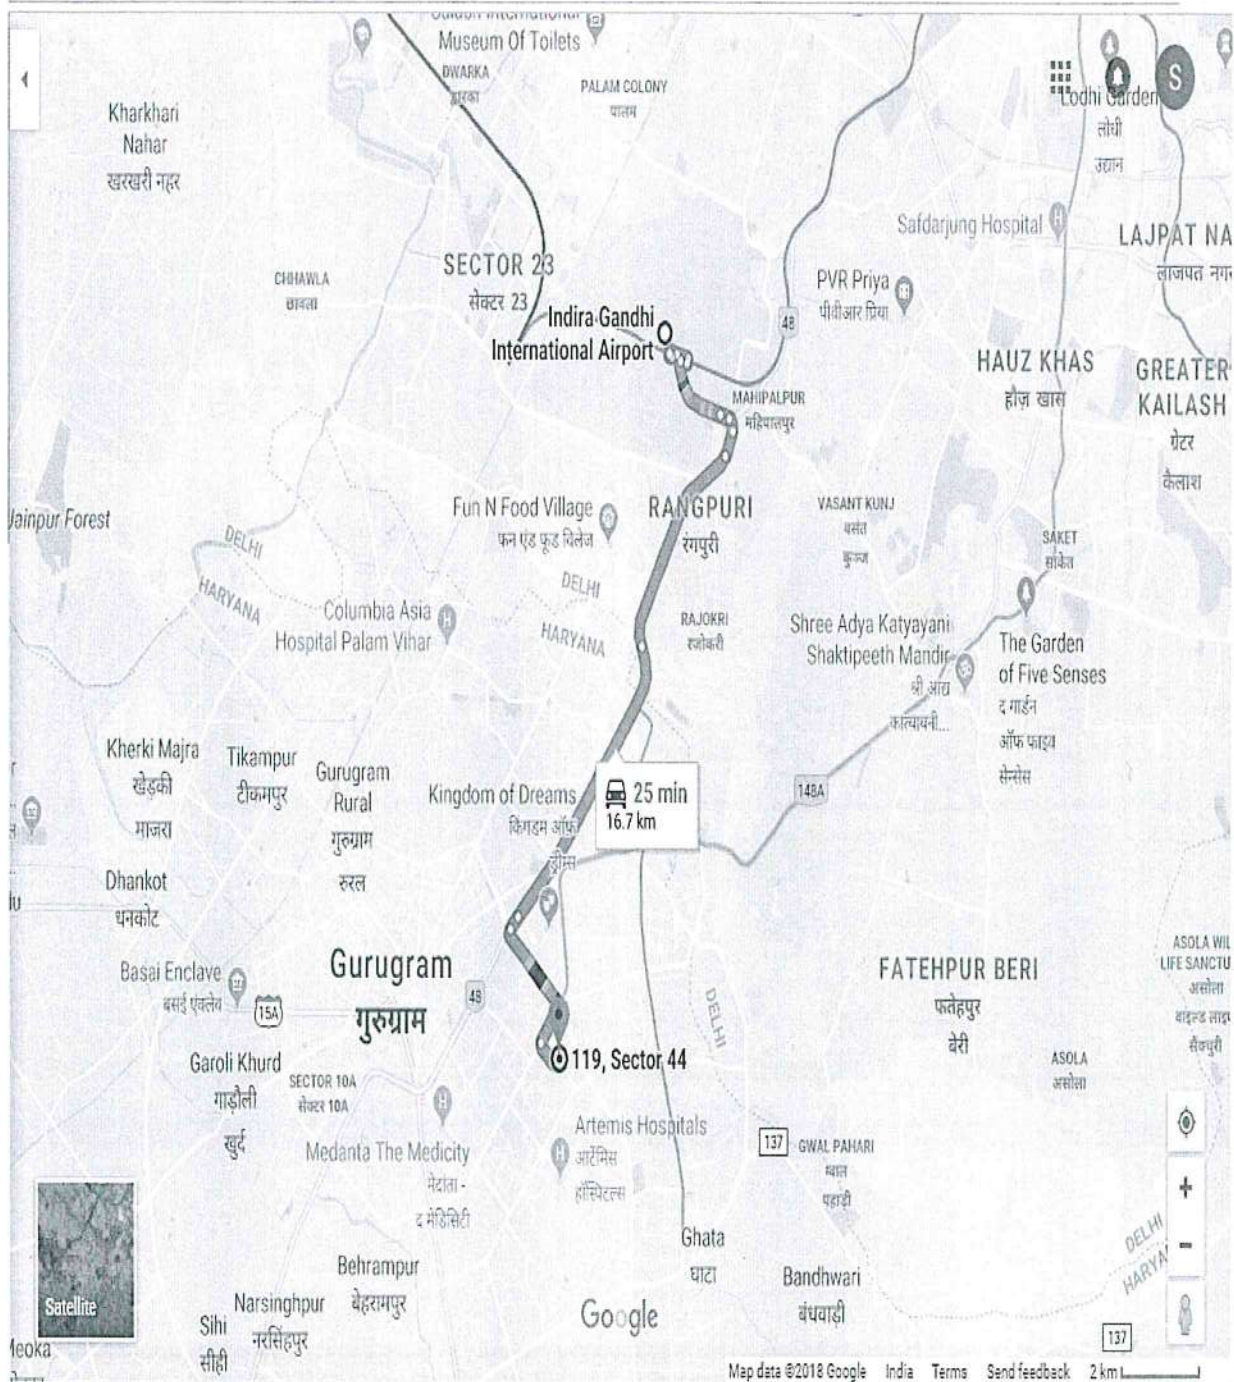 Museum Of Toilets
DWARKA
द्वारका
PALAM COLONY
पालम
S
Lodhi Garden
लोधी
उद्यान
Kharkhari
Nahar
खरखरी नहर
Safdarjung Hospital
H
LAJPAT NA
लाजपत नगर
SECTOR 23
सेक्टर 23
CHHAWLA
छावला
PVR Priya
पीवीआर प्रिया
Indira Gandhi
International Airport
48
HAUZ KHAS
हौज़ खास
GREATER
KAILASH
ग्रेटर
कैलाश
MAHIPALPUR
महिपालपुर
Fun N Food Village
फन एंड फूड विलेज
RANGPURI
रंगपुरी
VASANT KUNJ
वसंत
कुञ्ज
Jainpur Forest
SAKET
साकेत
DELHI
HARYANA
DELHI
HARYANA
Columbia Asia
Hospital Palam Vihar
H
RAJOKRI
रजोकरी
Shree Adya Katyayani
Shaktipeeth Mandir
श्री आद्य
कात्यायनी...
The Garden
of Five Senses
द गार्डन
ऑफ फाइव
सेन्सेस
Kherki Majra
खेड़की
माजरा
Tikampur
टीकमपुर
Gurugram
Rural
गुरुग्राम
रुरल
Kingdom of Dreams
किंगडम ऑफ़
ड्रीम्स
25 min
16.7 km
148A
Dhankot
धनकोट
Basai Enclave
बसई एंक्लेव
15A
Gurugram
गुरुग्राम
48
FATEHPUR BERI
फतेहपुर
बेरी
ASOLA WIL
LIFE SANCTU
असोला
वाइल्ड लाइफ
सैंक्चुरी
DELHI
119, Sector 44
ASOLA
असोला
Garoli Khurd
गाड़ौली
खुर्द
SECTOR 10A
सेक्टर 10A
H
Medanta The Medicity
मेदांता -
द मेडिसिटी
Artemis Hospitals
आर्टेमिस
हॉस्पिटल्स
H
137
GWAL PAHARI
ग्वाल
पहाड़ी
Ghata
घाटा
Bandhwari
बंधवाड़ी
DELHI
HARYA
Behrampur
बेहरामपुर
Satellite
Narsinghpur
नरसिंहपुर
Sihi
सीही
Google
137
Map data ©2018 Google India Terms Send feedback 2 km